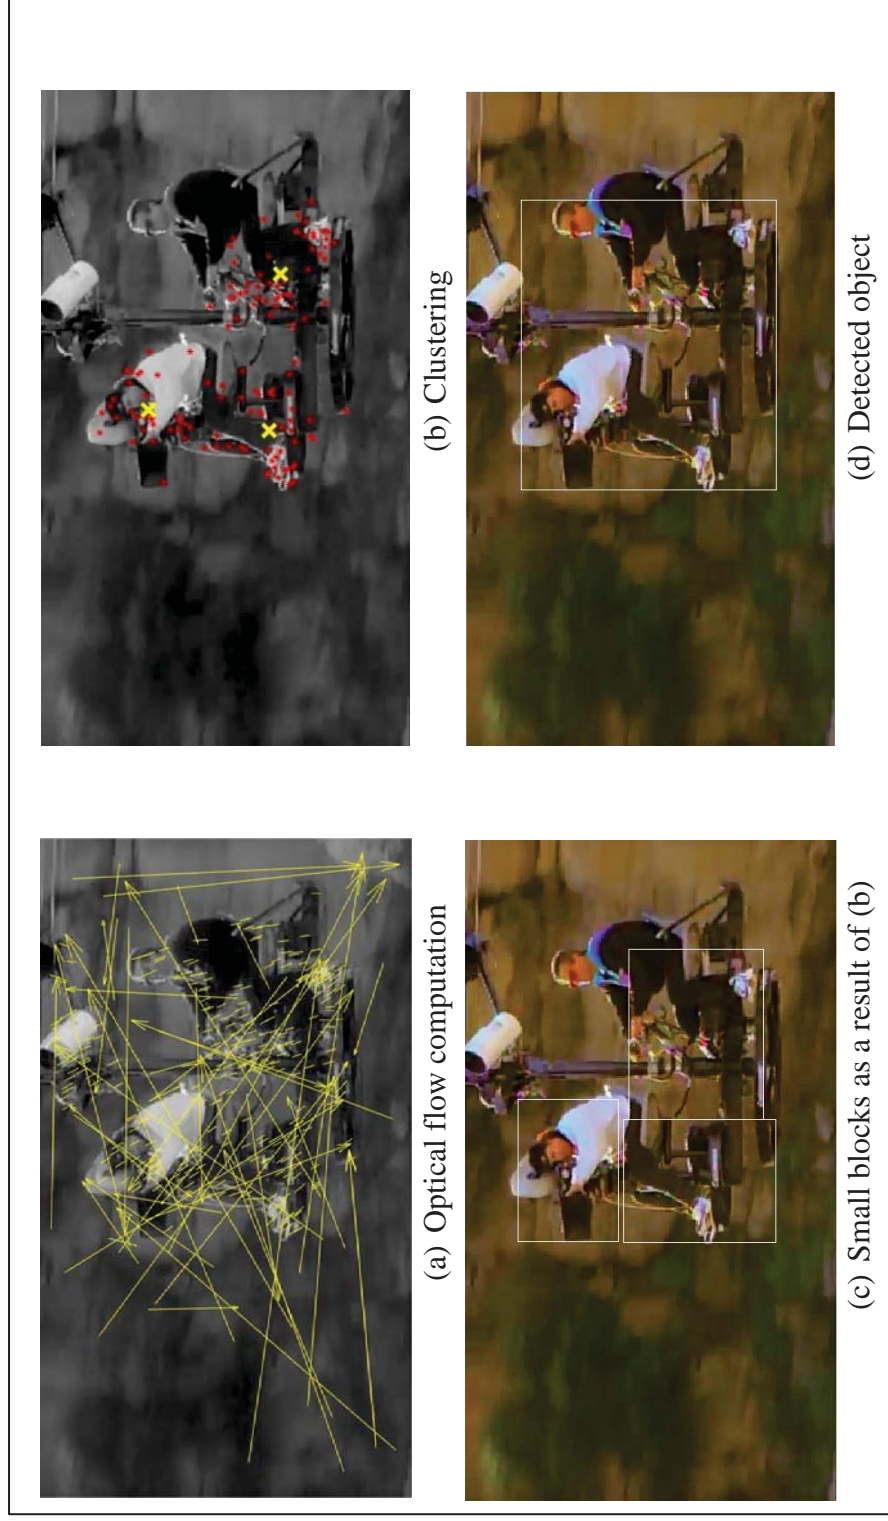 (a) Optical flow computation
(b) Clustering
(c) Small blocks as a result of (b)
(d) Detected object